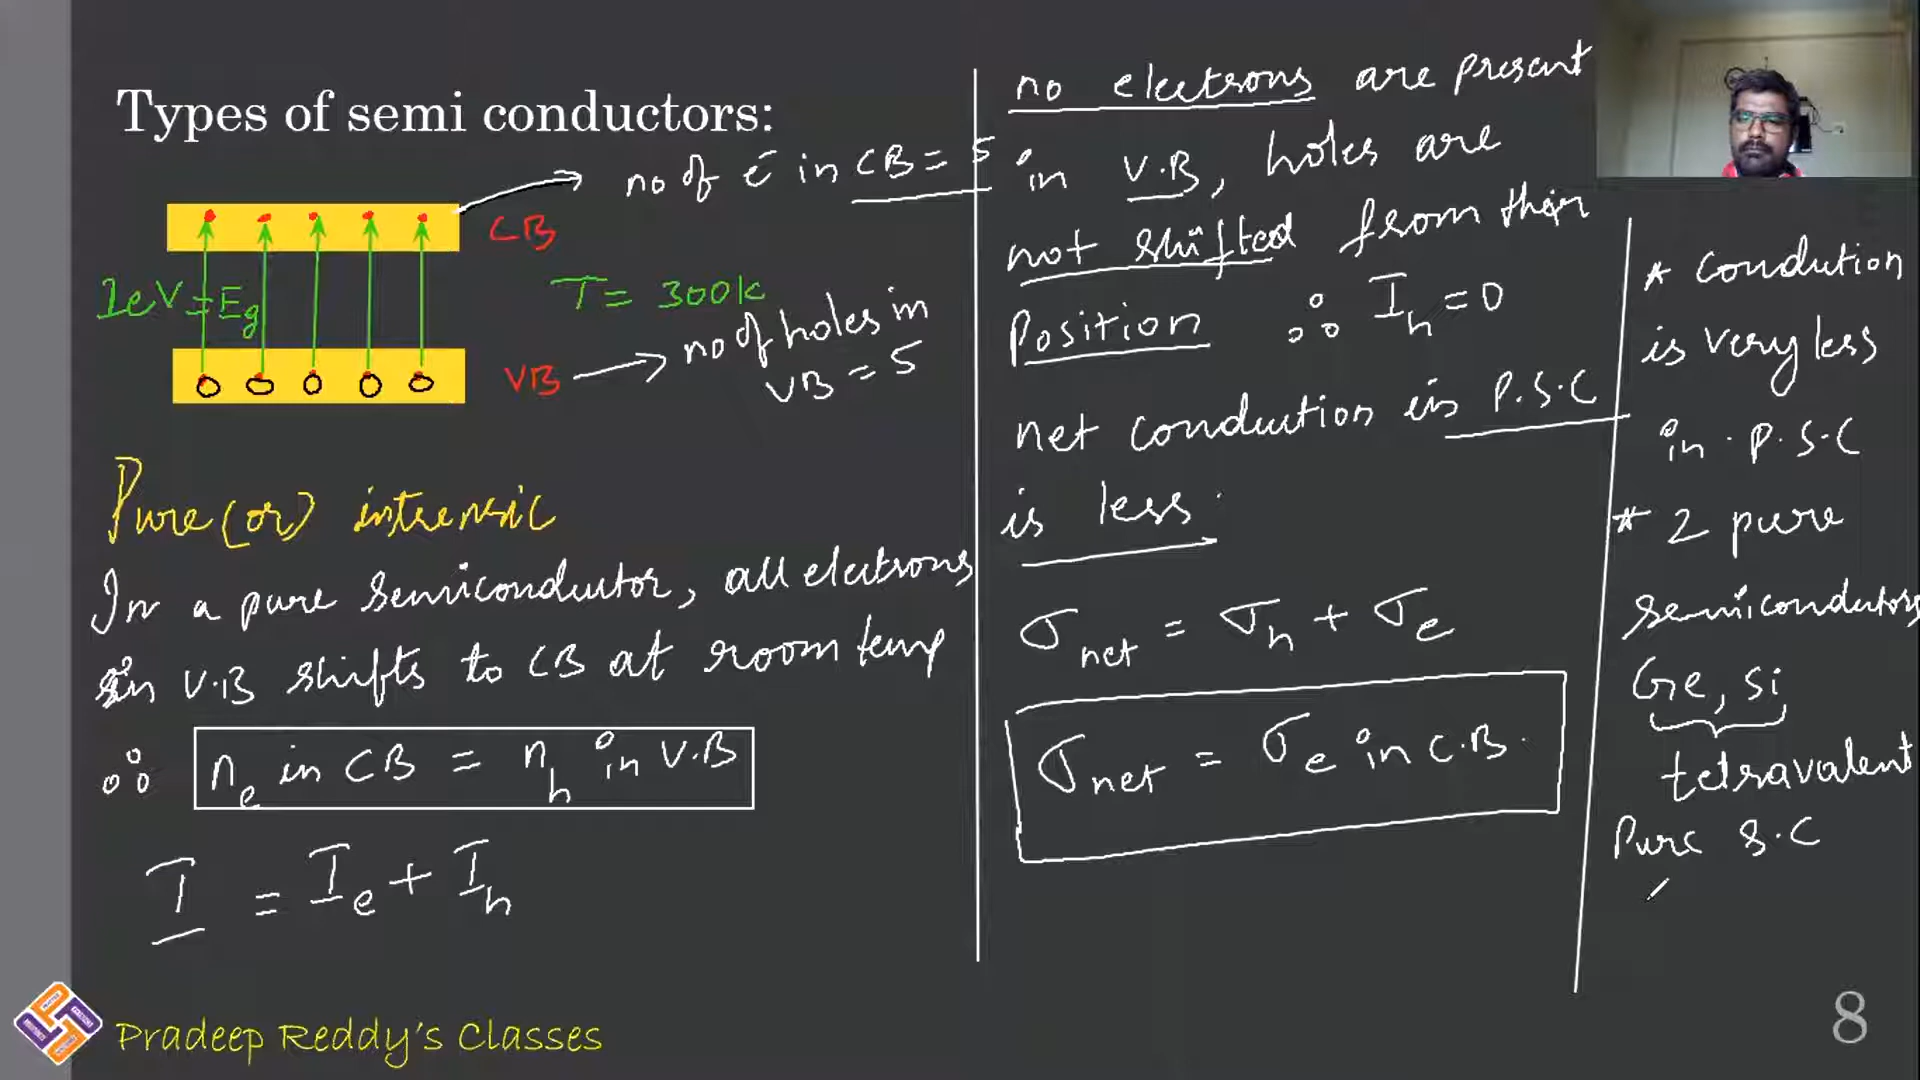 Types of semi conductors:
no of ē in CB = 5
CB
1eV = Eg
T = 300k
no of holes in
VB = 5
VB
Pure (or) intrensic
In a pure semiconductor, all electrons
in V.B shifts to CB at room temp
∴ ne in CB = nh in V.B
I = Ie + Ih
no electrons are present
in V.B, holes are
not shifted from their
Position ∴ Ih = 0
net conduction in P.S.C
is less.
σnet = σh + σe
σnet = σe in C.B.
* condution
is very less
in P.S.C
* 2 pure
semiconductors
Ge, Si
tetravalent
Pure S.C
Pradeep Reddy's Classes
8